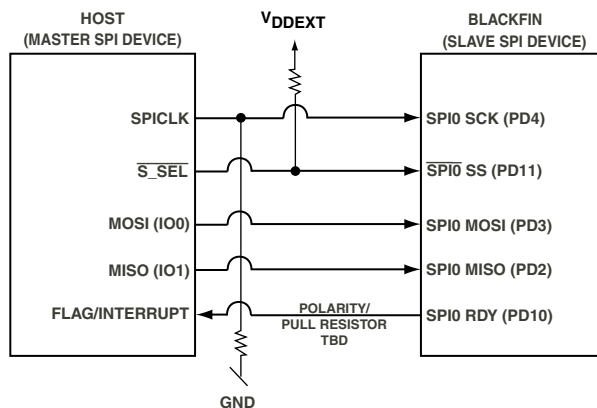 HOST
(MASTER SPI DEVICE)
VDDEXT
BLACKFIN
(SLAVE SPI DEVICE)
SPICLK
SPI0 SCK (PD4)
S_SEL
SPI0 SS (PD11)
MOSI (IO0)
SPI0 MOSI (PD3)
MISO (IO1)
SPI0 MISO (PD2)
FLAG/INTERRUPT
POLARITY/
PULL RESISTOR
TBD
SPI0 RDY (PD10)
GND